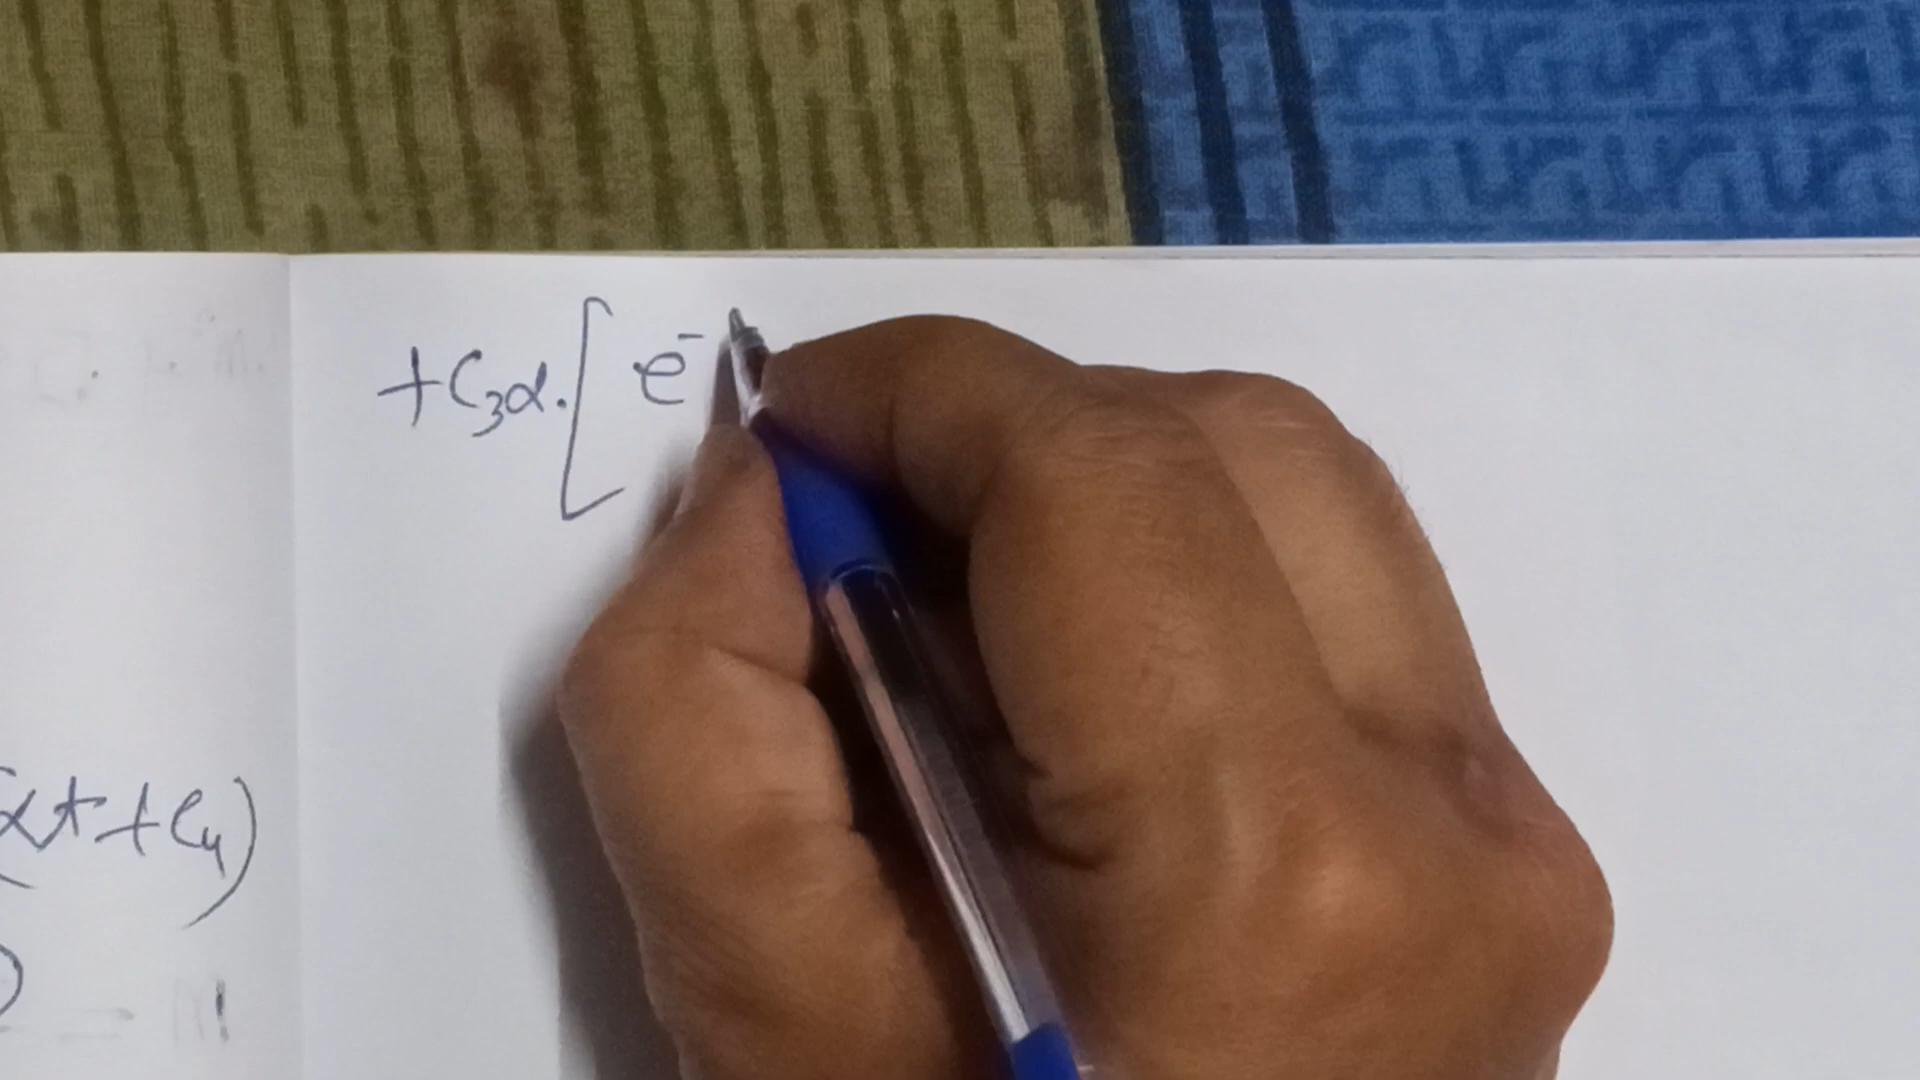 +C₃α.[ e⁻
αt+C₄)
) =